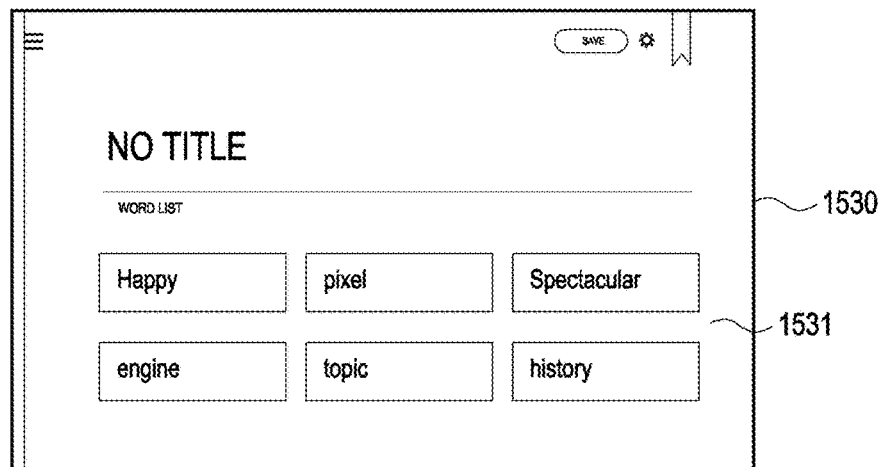 SAVE
NO TITLE
WORD LIST
1530
Happy pixel Spectacular
1531
engine topic history